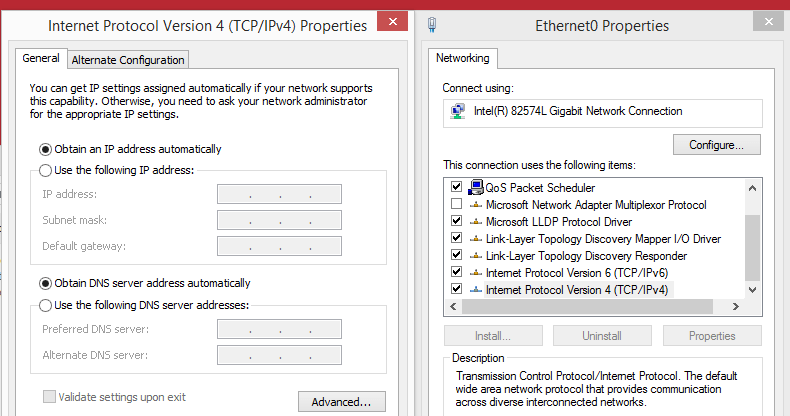 Internet Protocol Version 4 (TCP/IPv4) Properties
General
Alternate Configuration
You can get IP settings assigned automatically if your network supports
this capability. Otherwise, you need to ask your network administrator
for the appropriate IP settings.
Obtain an IP address automatically
Use the following IP address:
IP address:
Subnet mask:
Default gateway:
Obtain DNS server address automatically
Use the following DNS server addresses:
Preferred DNS server:
Alternate DNS server:
Validate settings upon exit
Advanced...
Ethernet0 Properties
Networking
Connect using:
Intel(R) 82574L Gigabit Network Connection
Configure...
This connection uses the following items:
QoS Packet Scheduler
Microsoft Network Adapter Multiplexor Protocol
Microsoft LLDP Protocol Driver
Link-Layer Topology Discovery Mapper I/O Driver
Link-Layer Topology Discovery Responder
Internet Protocol Version 6 (TCP/IPv6)
Internet Protocol Version 4 (TCP/IPv4)
Install...
Uninstall
Properties
Description
Transmission Control Protocol/Internet Protocol. The default
wide area network protocol that provides communication
across diverse interconnected networks.